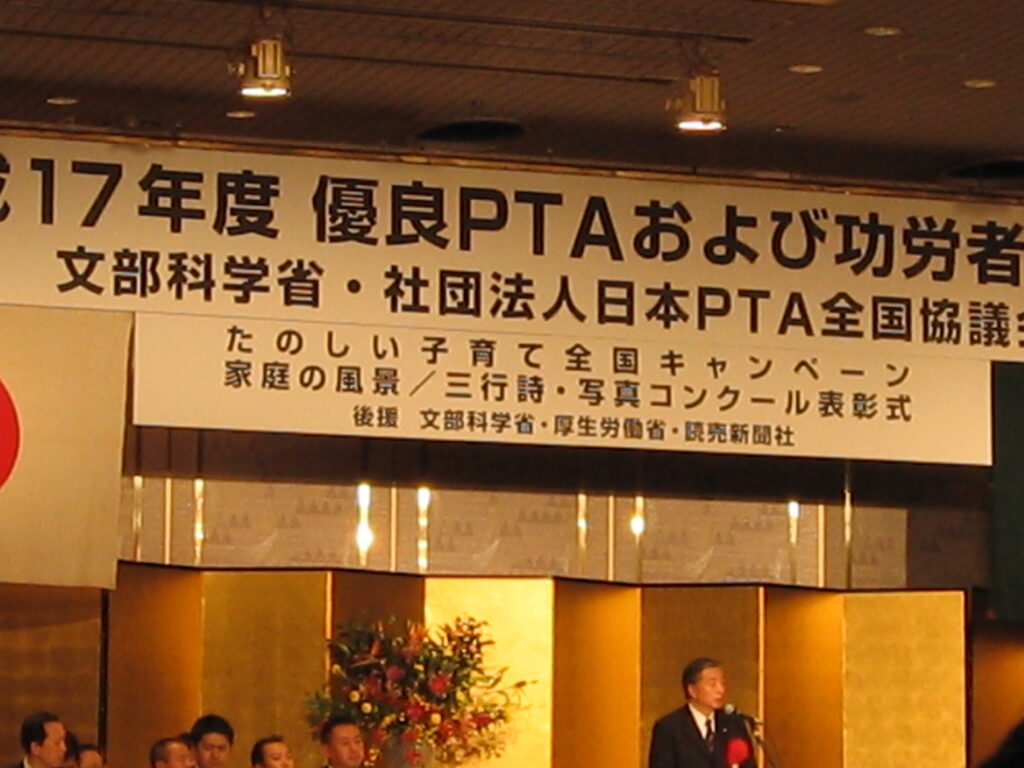 17年度 優良PTAおよび功労者
文部科学省・社団法人日本PTA全国協議会
たのしい子育て全国キャンペーン
家庭の風景／三行詩・写真コンクール表彰式
後援 文部科学省・厚生労働省・読売新聞社